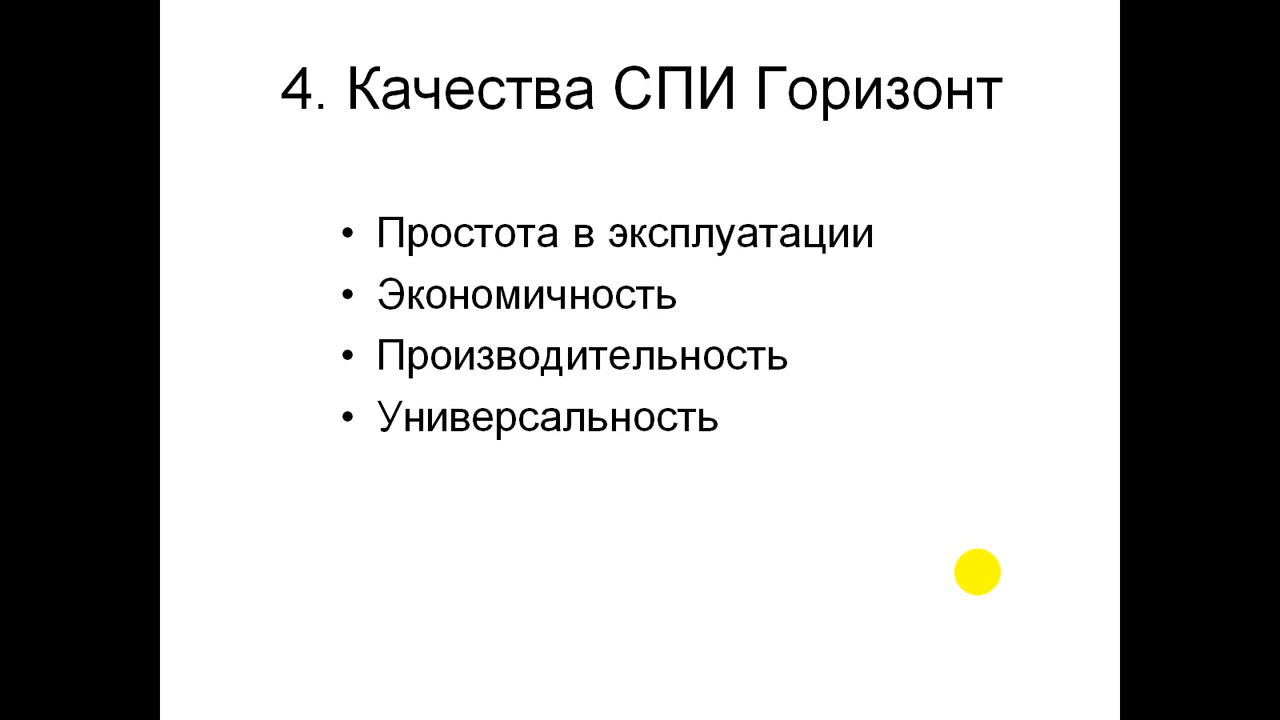 4. Качества СПИ Горизонт
• Простота в эксплуатации
• Экономичность
• Производительность
• Универсальность